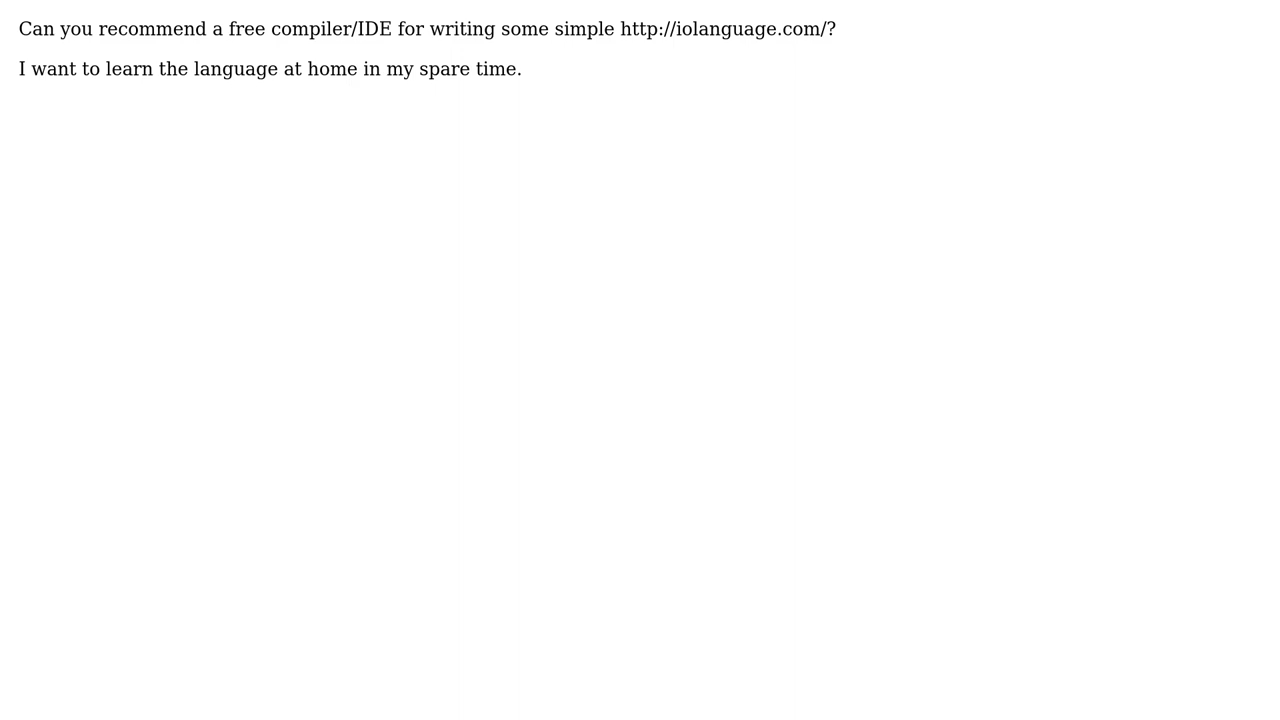 Can you recommend a free compiler/IDE for writing some simple http://iolanguage.com/?
I want to learn the language at home in my spare time.